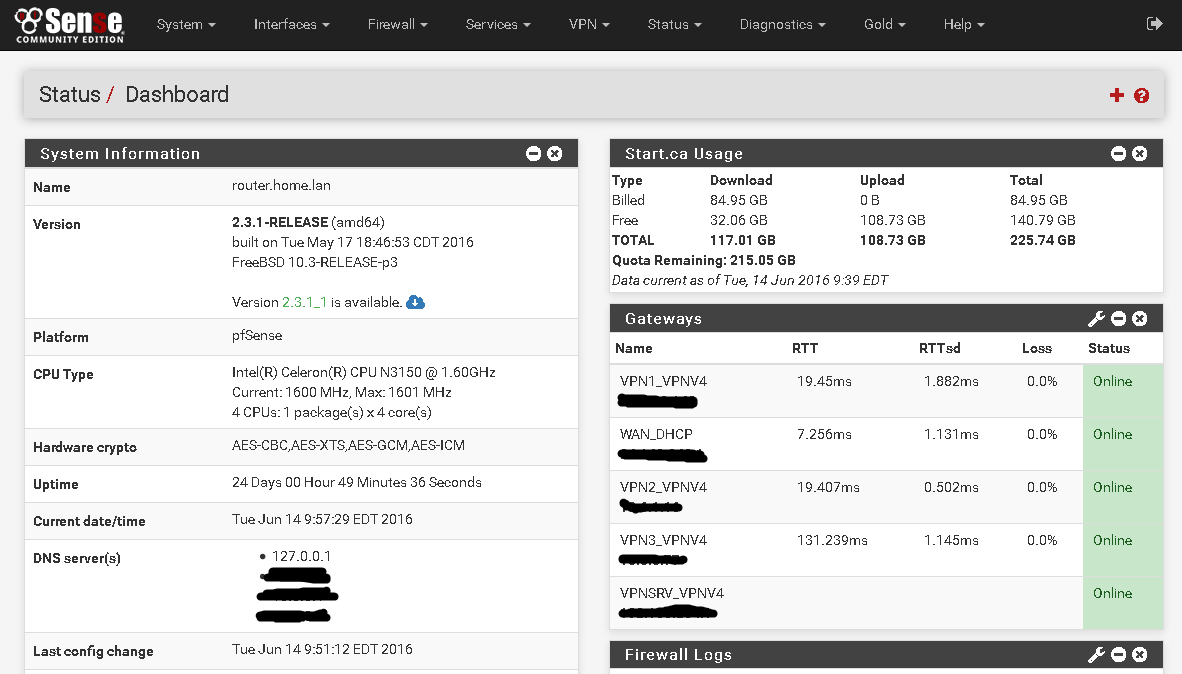 Sense
COMMUNITY EDITION
System Interfaces Firewall Services VPN Status Diagnostics Gold Help
Status / Dashboard
System Information
Name router.home.lan
Version 2.3.1-RELEASE (amd64)
built on Tue May 17 18:46:53 CDT 2016
FreeBSD 10.3-RELEASE-p3
Version 2.3.1_1 is available.
Platform pfSense
CPU Type Intel(R) Celeron(R) CPU N3150 @ 1.60GHz
Current: 1600 MHz, Max: 1601 MHz
4 CPUs: 1 package(s) x 4 core(s)
Hardware crypto AES-CBC,AES-XTS,AES-GCM,AES-ICM
Uptime 24 Days 00 Hour 49 Minutes 36 Seconds
Current date/time Tue Jun 14 9:57:29 EDT 2016
DNS server(s) • 127.0.0.1
Last config change Tue Jun 14 9:51:12 EDT 2016
Start.ca Usage
Type Download Upload Total
Billed 84.95 GB 0 B 84.95 GB
Free 32.06 GB 108.73 GB 140.79 GB
TOTAL 117.01 GB 108.73 GB 225.74 GB
Quota Remaining: 215.05 GB
Data current as of Tue, 14 Jun 2016 9:39 EDT
Gateways
Name RTT RTTsd Loss Status
VPN1_VPNV4 19.45ms 1.882ms 0.0% Online
WAN_DHCP 7.256ms 1.131ms 0.0% Online
VPN2_VPNV4 19.407ms 0.502ms 0.0% Online
VPN3_VPNV4 131.239ms 1.145ms 0.0% Online
VPNSRV_VPNV4 Online
Firewall Logs